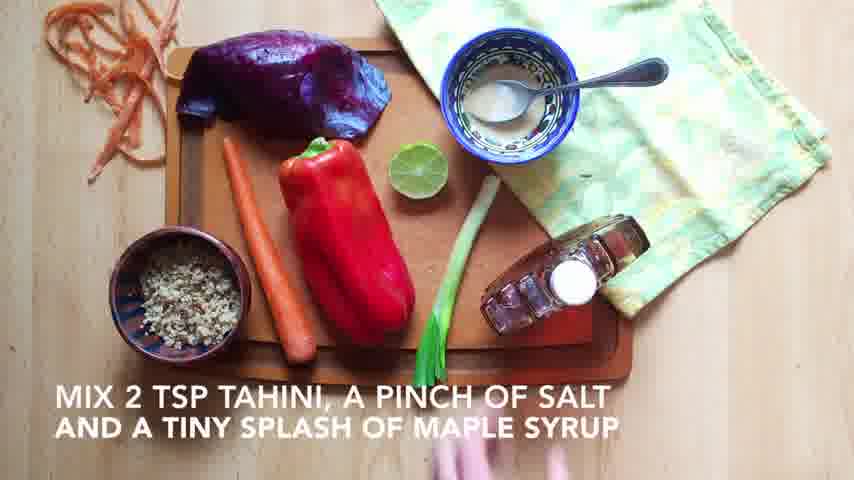 MIX 2 TSP TAHINI, A PINCH OF SALT
AND A TINY SPLASH OF MAPLE SYRUP